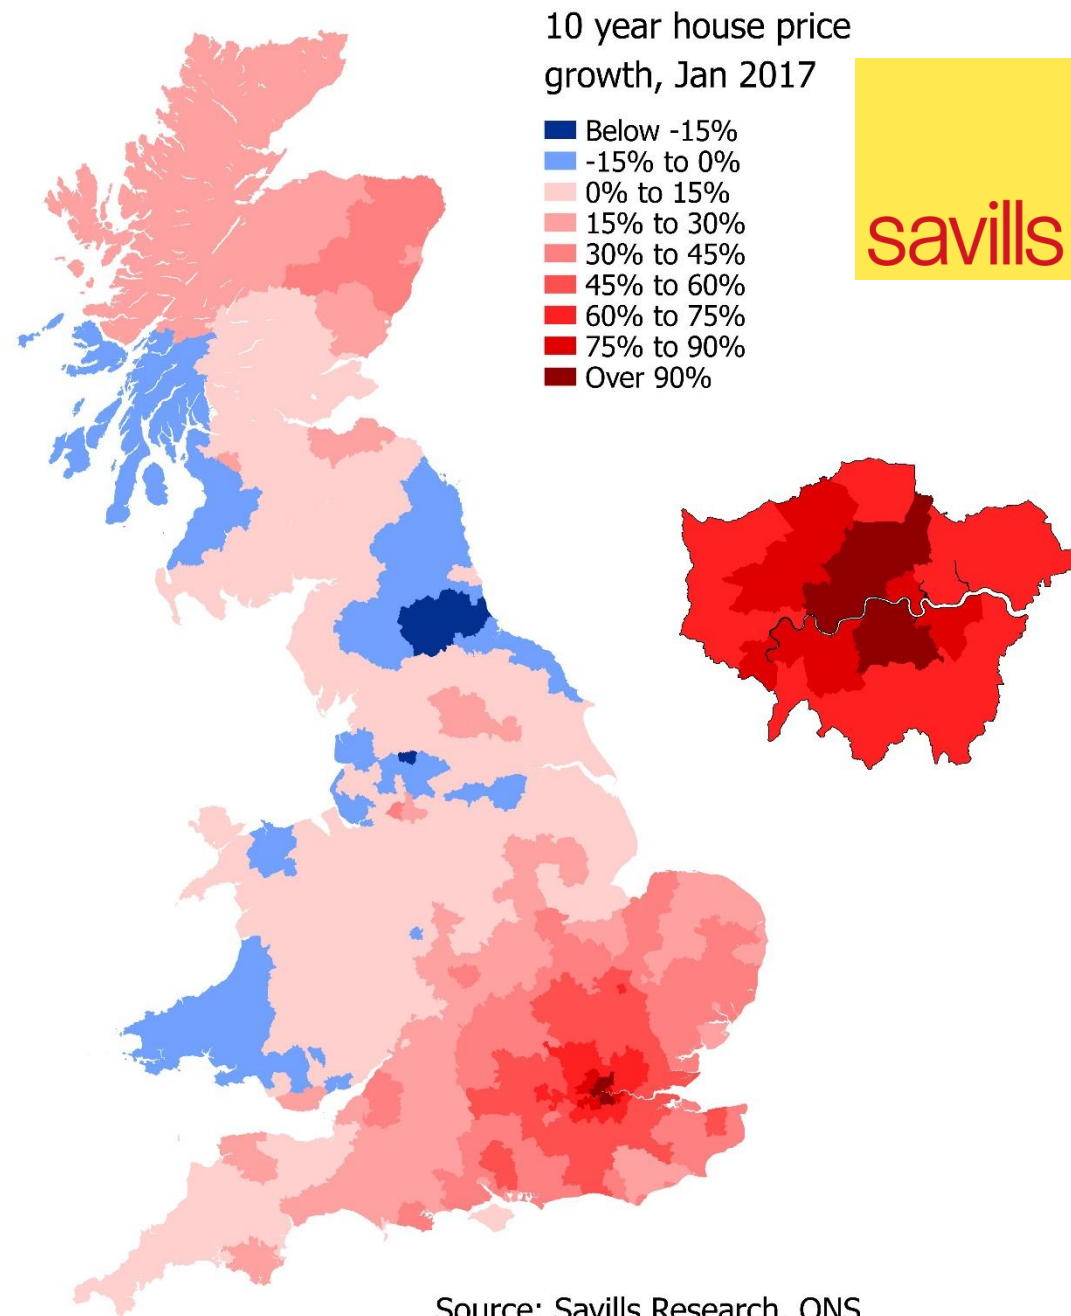 10 year house price
growth, Jan 2017
savills
Below -15%
-15% to 0%
0% to 15%
15% to 30%
30% to 45%
45% to 60%
60% to 75%
75% to 90%
Over 90%
Source: Savills Research, ONS